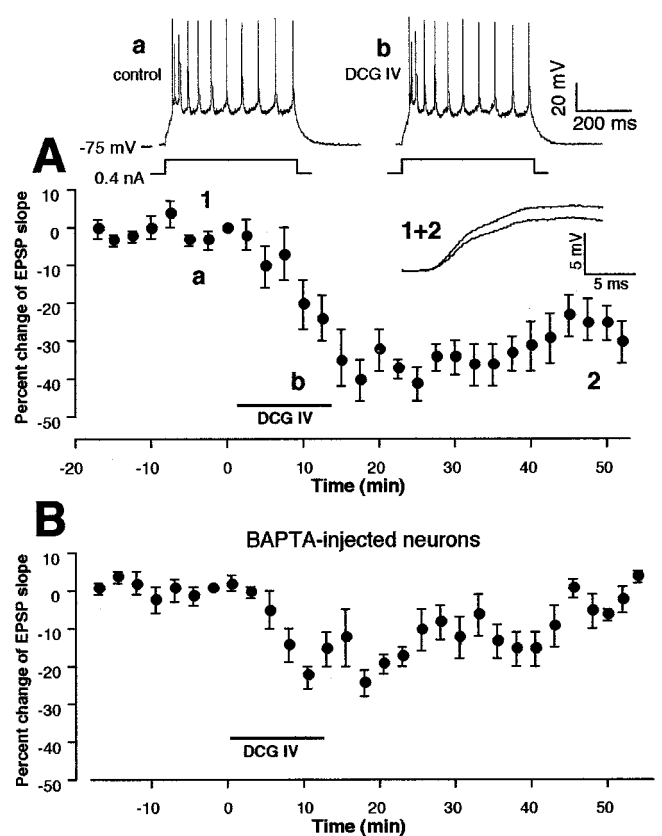 a
control
b
DCG IV
20 mV
200 ms
-75 mV
0.4 nA
A
Percent change of EPSP slope
10
0
-10
-20
-30
-40
-50
1
a
b
DCG IV
1+2
5 mV
5 ms
2
-20 -10 0 10 20 30 40 50
Time (min)
B
BAPTA-injected neurons
Percent change of EPSP slope
10
0
-10
-20
-30
-40
-50
DCG IV
-10 0 10 20 30 40 50
Time (min)